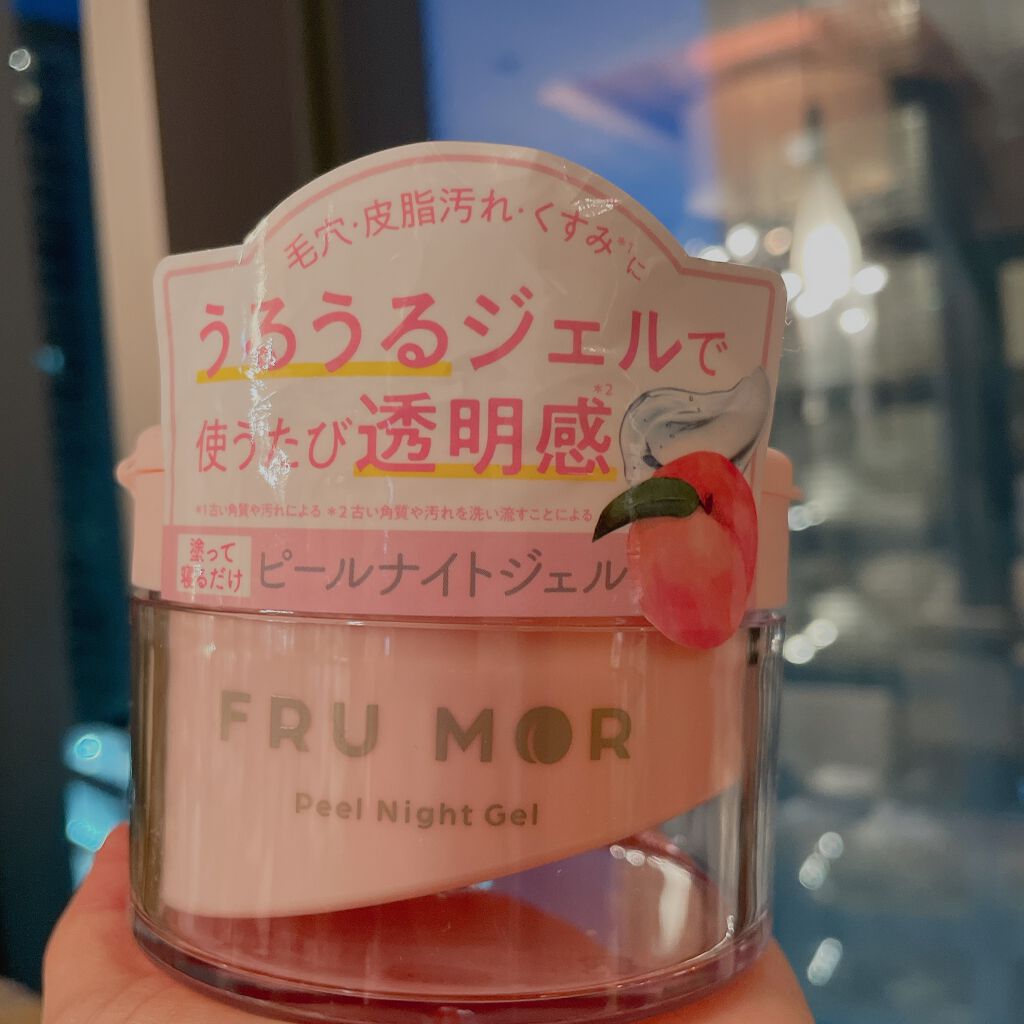 毛穴・皮脂汚れ・くすみ*1に
うるうるジェルで
使うたび透明感*2
*1古い角質や汚れによる *2古い角質や汚れを洗い流すことによる
塗って
寝るだけ
ピールナイトジェル
FRU MOR
Peel Night Gel